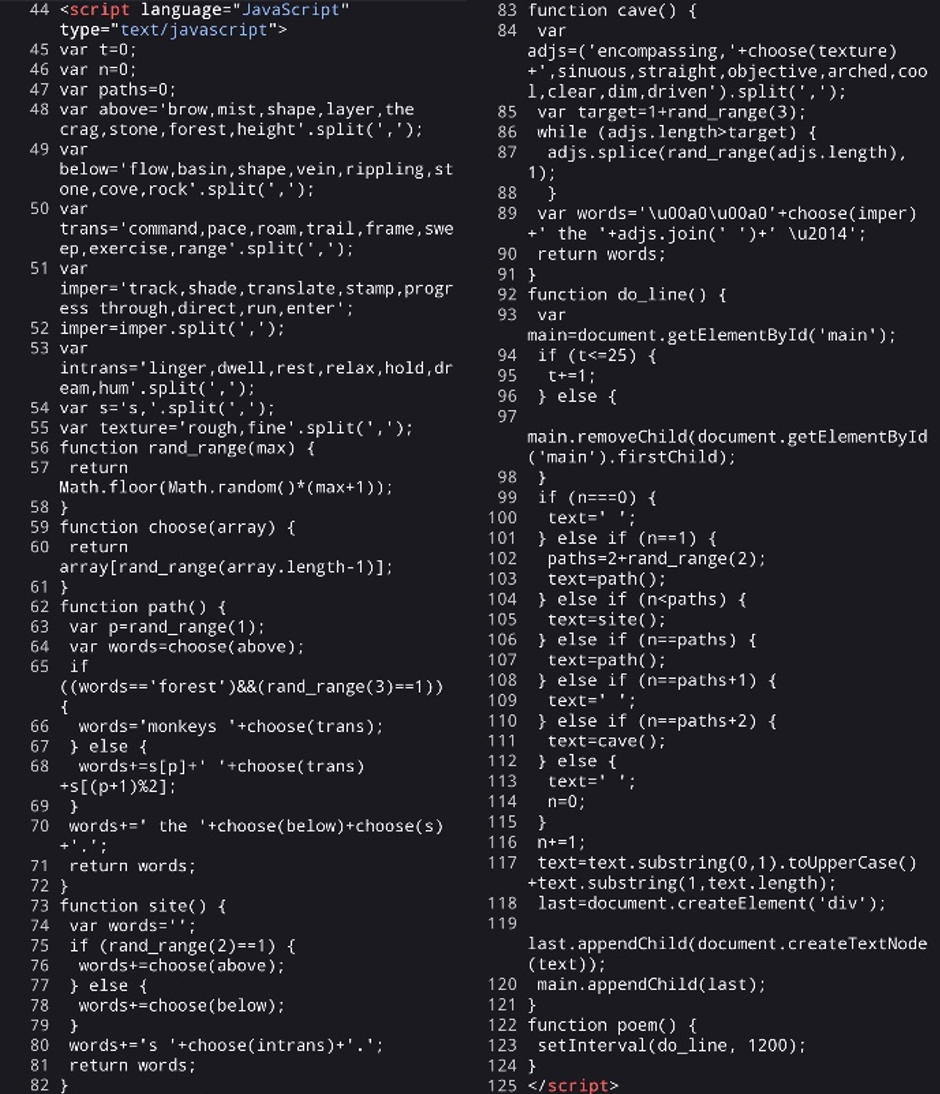 44 <script language="JavaScript"
type="text/javascript">
45 var t=0;
46 var n=0;
47 var paths=0;
48 var above='brow,mist,shape,layer,the
crag,stone,forest,height'.split(',');
49 var
below='flow,basin,shape,vein,rippling,st
one,cove,rock'.split(',');
50 var
trans='command,pace,roam,trail,frame,swe
ep,exercise,range'.split(',');
51 var
imper='track,shade,translate,stamp,progr
ess through,direct,run,enter';
52 imper=imper.split(',');
53 var
intrans='linger,dwell,rest,relax,hold,dr
eam,hum'.split(',');
54 var s='s,'.split(',');
55 var texture='rough,fine'.split(',');
56 function rand_range(max) {
57  return
Math.floor(Math.random()*(max+1));
58 }
59 function choose(array) {
60  return
array[rand_range(array.length-1)];
61 }
62 function path() {
63  var p=rand_range(1);
64  var words=choose(above);
65  if
((words=='forest')&&(rand_range(3)==1))
{
66   words='monkeys '+choose(trans);
67  } else {
68   words+=s[p]+' '+choose(trans)
+s[(p+1)%2];
69  }
70  words+=' the '+choose(below)+choose(s)
+'.';
71  return words;
72 }
73 function site() {
74  var words='';
75  if (rand_range(2)==1) {
76   words+=choose(above);
77  } else {
78   words+=choose(below);
79  }
80  words+='s '+choose(intrans)+'.';
81  return words;
82 }
83 function cave() {
84  var
adjs=('encompassing,'+choose(texture)
+',sinuous,straight,objective,arched,coo
l,clear,dim,driven').split(',');
85  var target=1+rand_range(3);
86  while (adjs.length>target) {
87   adjs.splice(rand_range(adjs.length),
1);
88   }
89  var words='\u00a0\u00a0'+choose(imper)
+' the '+adjs.join(' ')+' \u2014';
90  return words;
91 }
92 function do_line() {
93  var
main=document.getElementById('main');
94  if (t<=25) {
95   t+=1;
96  } else {
97
main.removeChild(document.getElementById
('main').firstChild);
98  }
99  if (n===0) {
100   text=' ';
101  } else if (n==1) {
102   paths=2+rand_range(2);
103   text=path();
104  } else if (n<paths) {
105   text=site();
106  } else if (n==paths) {
107   text=path();
108  } else if (n==paths+1) {
109   text=' ';
110  } else if (n==paths+2) {
111   text=cave();
112  } else {
113   text=' ';
114   n=0;
115  }
116  n+=1;
117  text=text.substring(0,1).toUpperCase()
+text.substring(1,text.length);
118  last=document.createElement('div');
119
last.appendChild(document.createTextNode
(text));
120  main.appendChild(last);
121 }
122 function poem() {
123  setInterval(do_line, 1200);
124 }
125 </script>